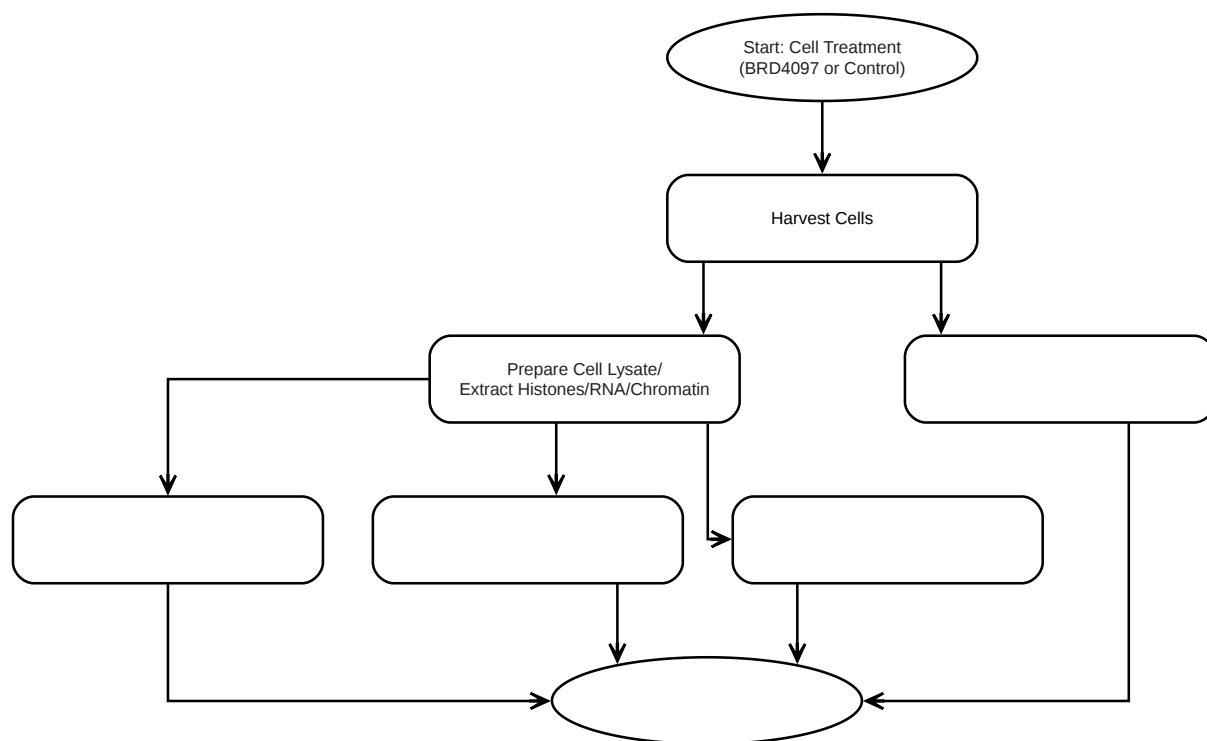 Start: Cell Treatment
(BRD4097 or Control)
Harvest Cells
Prepare Cell Lysate/
Extract Histones/RNA/Chromatin